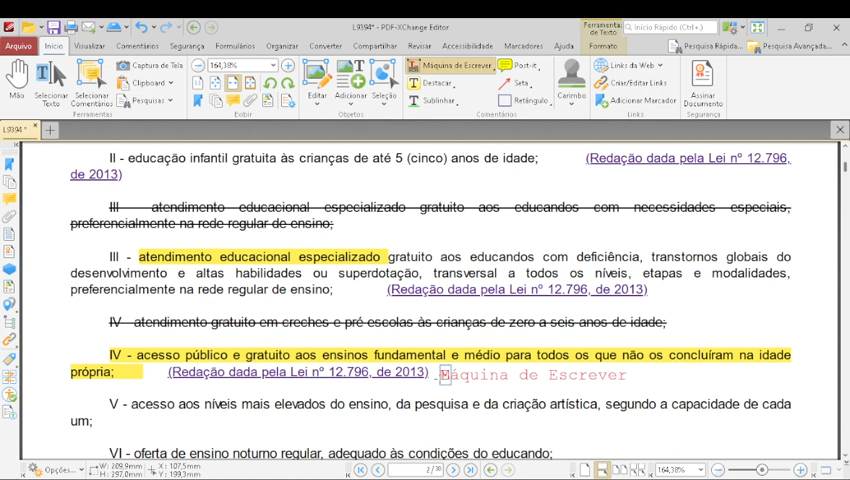 L9394* - PDF-XChange Editor
Ferramenta:
de Texto
Início Rápido (Ctrl+.)
Arquivo Início Visualizar Comentários Segurança Formulários Organizar Converter Compartilhar Revisar Accessibilidade Marcadores Ajuda Formato Pesquisa Rápida... Pesquisa Avançada...
Captura de Tela 164,38% Máquina de Escrever Post-it Links da Web
Clipboard Destacar Seta Criar/Editar Links
Mão Selecionar Texto Selecionar Comentários Pesquisas Editar Adicionar Seleção Sublinhar Retângulo Carimbo Adicionar Marcador Assinar Documento
Ferramentas Exibir Comentários Links Segurança
L9394 *
II - educação infantil gratuita às crianças de até 5 (cinco) anos de idade; (Redação dada pela Lei nº 12.796,
de 2013)
III - atendimento educacional especializado gratuito aos educandos com necessidades especiais,
preferencialmente na rede regular de ensino;
III - atendimento educacional especializado gratuito aos educandos com deficiência, transtornos globais do
desenvolvimento e altas habilidades ou superdotação, transversal a todos os níveis, etapas e modalidades,
preferencialmente na rede regular de ensino; (Redação dada pela Lei nº 12.796, de 2013)
IV - atendimento gratuito em creches e pré-escolas às crianças de zero a seis anos de idade;
IV - acesso público e gratuito aos ensinos fundamental e médio para todos os que não os concluíram na idade
própria; (Redação dada pela Lei nº 12.796, de 2013) Máquina de Escrever
V - acesso aos níveis mais elevados do ensino, da pesquisa e da criação artística, segundo a capacidade de cada
um;
VI - oferta de ensino noturno regular, adequado às condições do educando;
Opções... W: 209,9mm X: 107,5mm 2/38 164,38%
H: 297,0mm Y: 199,3mm